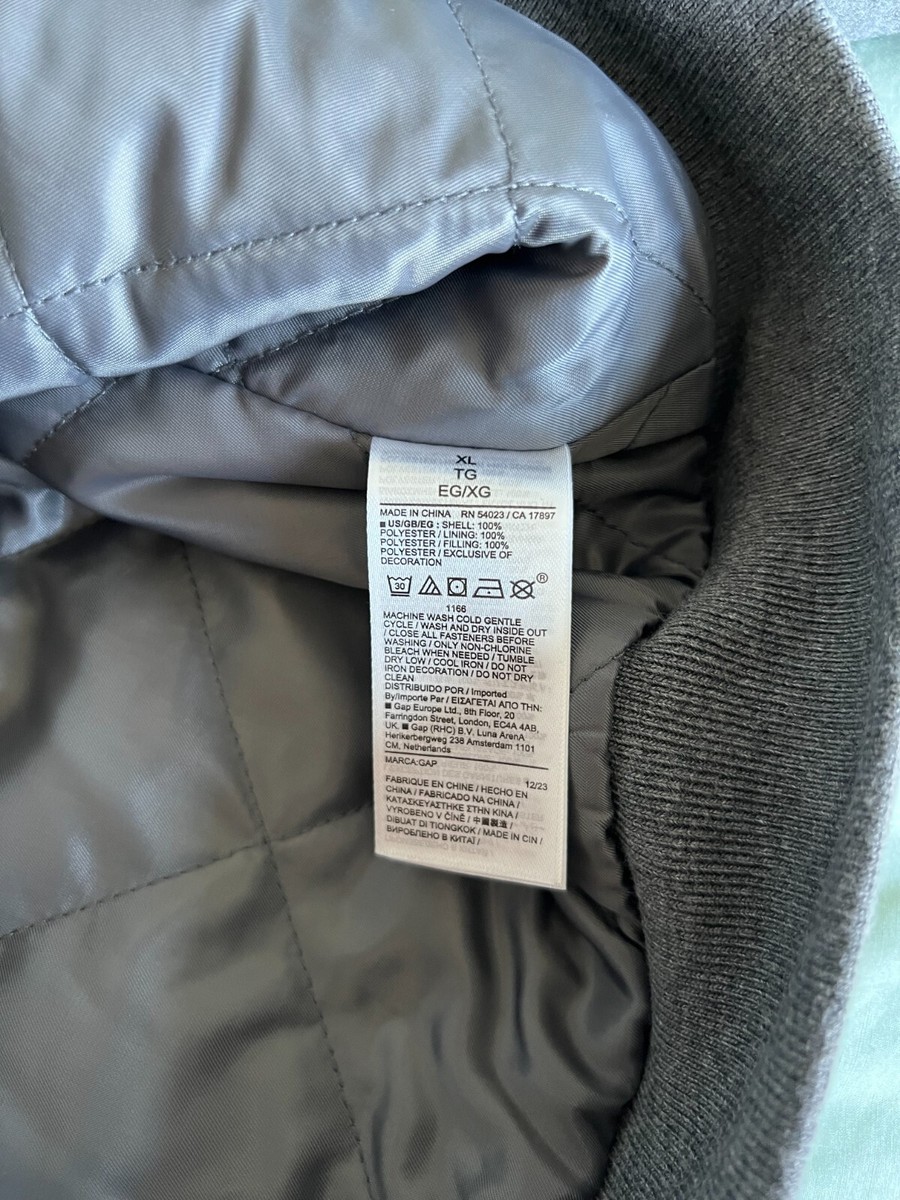 XL
TG
EG/XG
MADE IN CHINA RN 54023 / CA 17897
■ US/GB/EG : SHELL: 100%
POLYESTER / LINING: 100%
POLYESTER / FILLING: 100%
POLYESTER / EXCLUSIVE OF
DECORATION
30 ®
1166
MACHINE WASH COLD GENTLE
CYCLE / WASH AND DRY INSIDE OUT
/ CLOSE ALL FASTENERS BEFORE
WASHING / ONLY NON-CHLORINE
BLEACH WHEN NEEDED / TUMBLE
DRY LOW / COOL IRON / DO NOT
IRON DECORATION / DO NOT DRY
CLEAN
DISTRIBUIDO POR / Imported
By/Importe Par / ΕΙΣΑΓΕΤΑΙ ΑΠΟ ΤΗΝ:
■ Gap Europe Ltd., 8th Floor, 20
Farringdon Street, London, EC4A 4AB,
UK. ■ Gap (RHC) B.V. Luna ArenA
Herikerbergweg 238 Amsterdam 1101
CM, Netherlands
MARCA:GAP
12/23
FABRIQUE EN CHINE / HECHO EN
CHINA / FABRICADO NA CHINA /
ΚΑΤΑΣΚΕΥΑΣΤΗΚΕ ΣΤΗΝ ΚΙΝΑ /
VYROBENO V ČÍNĚ / 中國製造 /
DIBUAT DI TIONGKOK / MADE IN CIN /
ВИРОБЛЕНО В КИТАЇ /